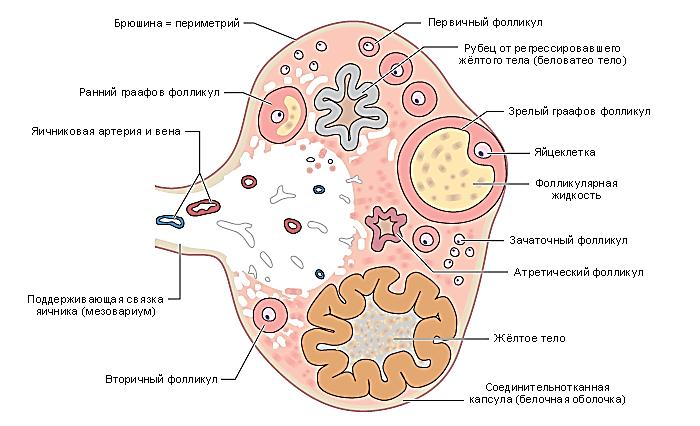 Брюшина = периметрий
Первичный фолликул
Рубец от регрессировавшего
жёлтого тела (беловатео тело)
Ранний граафов фолликул
Зрелый граафов фолликул
Яичниковая артерия и вена
Яйцеклетка
Фолликулярная
жидкость
Зачаточный фолликул
Атретический фолликул
Поддерживающая связка
яичника (мезовариум)
Жёлтое тело
Вторичный фолликул
Соединительнотканная
капсула (белочная оболочка)